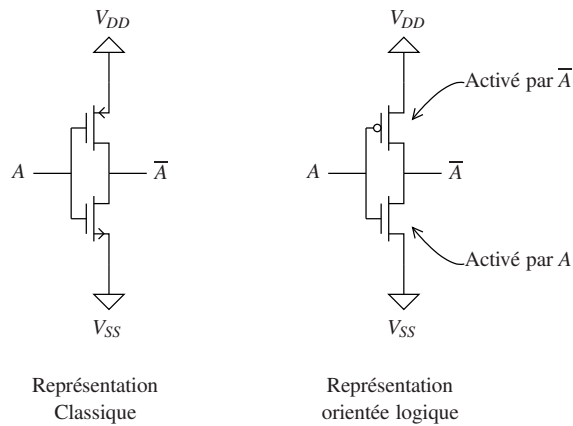 V_DD
V_DD
Activé par A̅
A
A̅
A
A̅
Activé par A
V_SS
V_SS
Représentation
Classique
Représentation
orientée logique